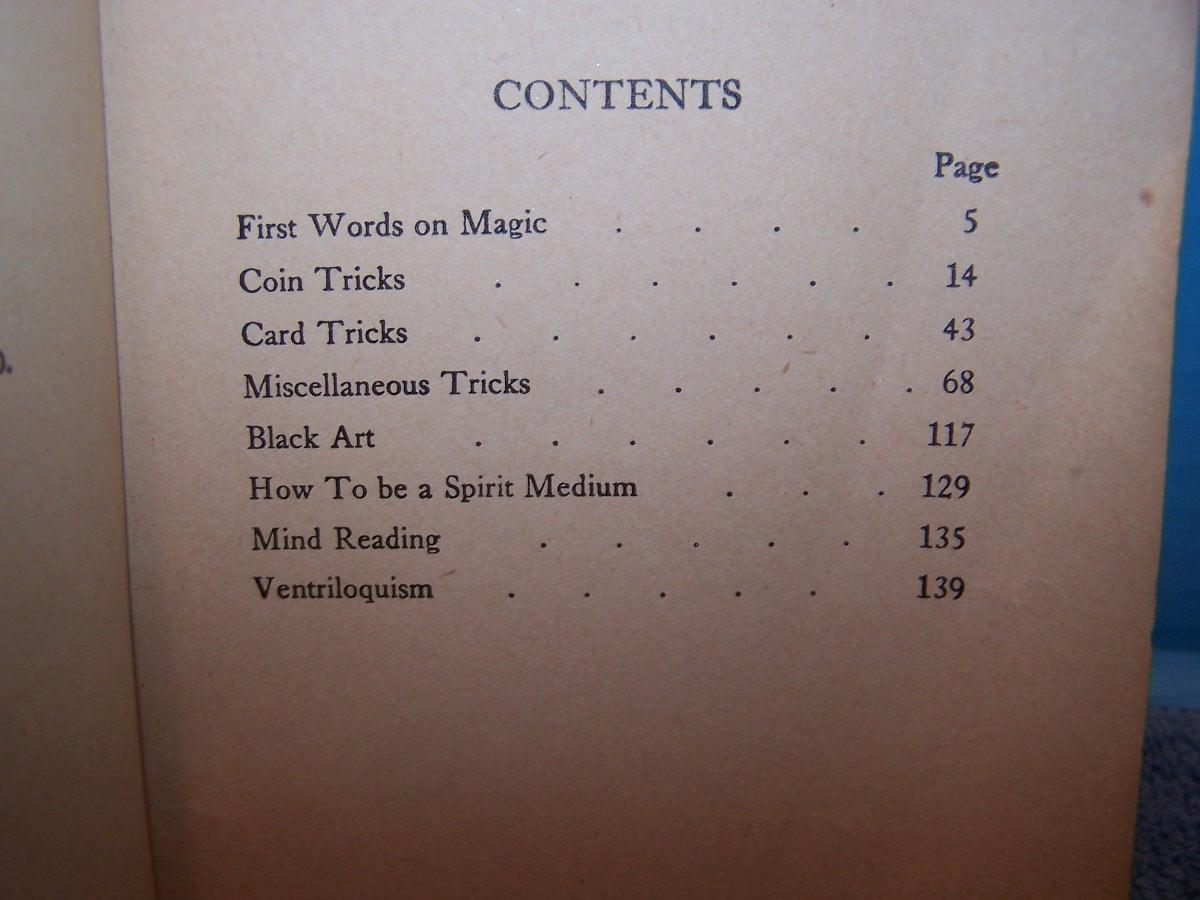 CONTENTS
Page
First Words on Magic . . . . 5
Coin Tricks . . . . . . 14
Card Tricks . . . . . . 43
Miscellaneous Tricks . . . . . 68
Black Art . . . . . . 117
How To be a Spirit Medium . . . 129
Mind Reading . . . . . 135
Ventriloquism . . . . . 139